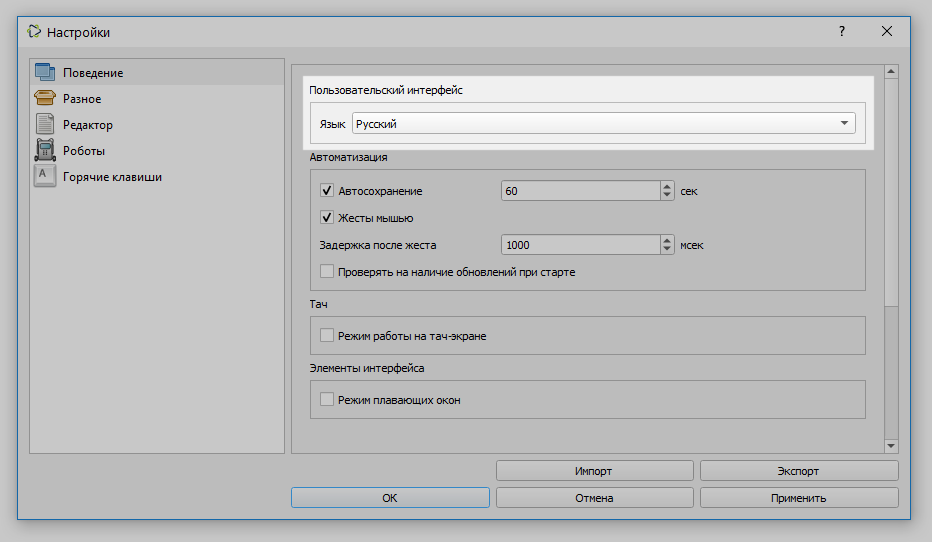 Настройки
?
Поведение
Разное
Редактор
Роботы
A
Горячие клавиши
Пользовательский интерфейс
Язык Русский
Автоматизация
Автосохранение 60 сек
Жесты мышью
Задержка после жеста 1000 мсек
Проверять на наличие обновлений при старте
Тач
Режим работы на тач-экране
Элементы интерфейса
Режим плавающих окон
Импорт Экспорт
ОК Отмена Применить